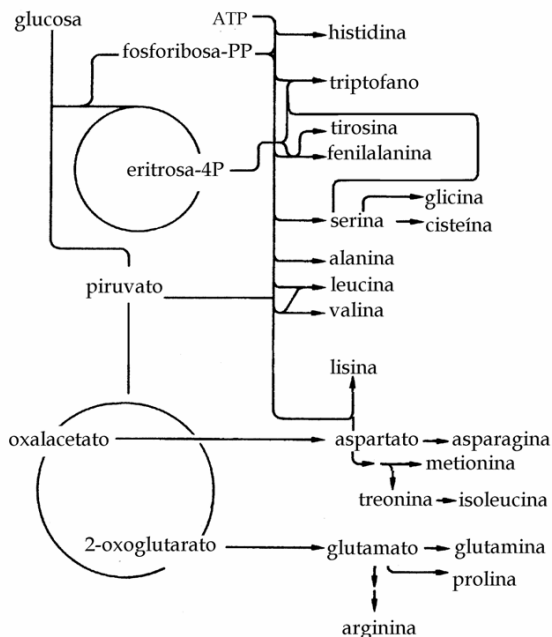 glucosa
ATP
histidina
fosforibosa-PP
triptofano
tirosina
eritrosa-4P
fenilalanina
glicina
serina
cisteína
alanina
piruvato
leucina
valina
lisina
oxalacetato
aspartato
asparagina
metionina
treonina
isoleucina
2-oxoglutarato
glutamato
glutamina
prolina
arginina